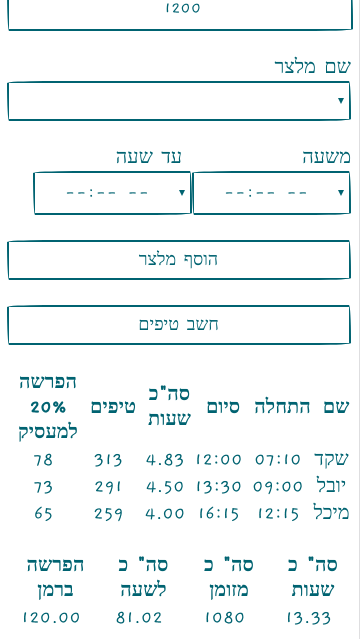 1200
שם מלצר
משעה עד שעה
--:-- -- --:-- --
הוסף מלצר
חשב טיפים
שם התחלה סיום סה"כ שעות טיפים הפרשה 20% למעסיק
שקד 07:10 12:00 4.83 313 78
יובל 09:00 13:30 4.50 291 73
מיכל 12:15 16:15 4.00 259 65
סה" כ סה" כ סה" כ הפרשה
שעות מזומן לשעה ברמן
13.33 1080 81.02 120.00